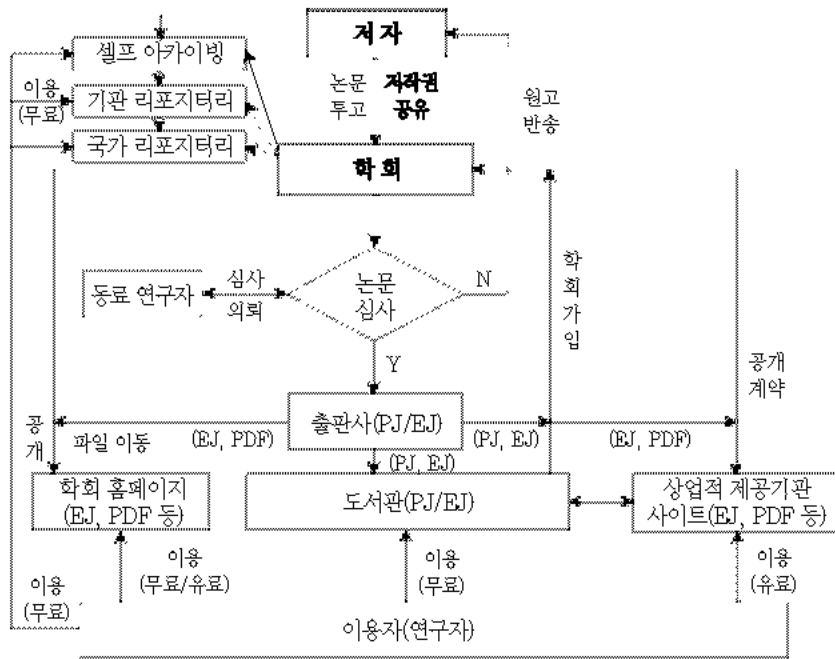 저 자
셀프 아카이빙
이용
(무료)
기관 리포지터리
국가 리포지터리
논문 저작권
투고 공유
원고
반송
학 회
동료 연구자
심사
의뢰
논문
심사
N
Y
학
회
가
입
공개
계약
공
개
파일 이동
(EJ, PDF)
출판사(PJ/EJ)
(PJ, EJ)
(EJ, PDF)
(PJ, EJ)
학회 홈페이지
(EJ, PDF 등)
도서관(PJ/EJ)
상업적 제공기관
사이트(EJ, PDF 등)
이용
(무료)
이용
(무료/유료)
이용
(무료)
이용
(유료)
이용자(연구자)